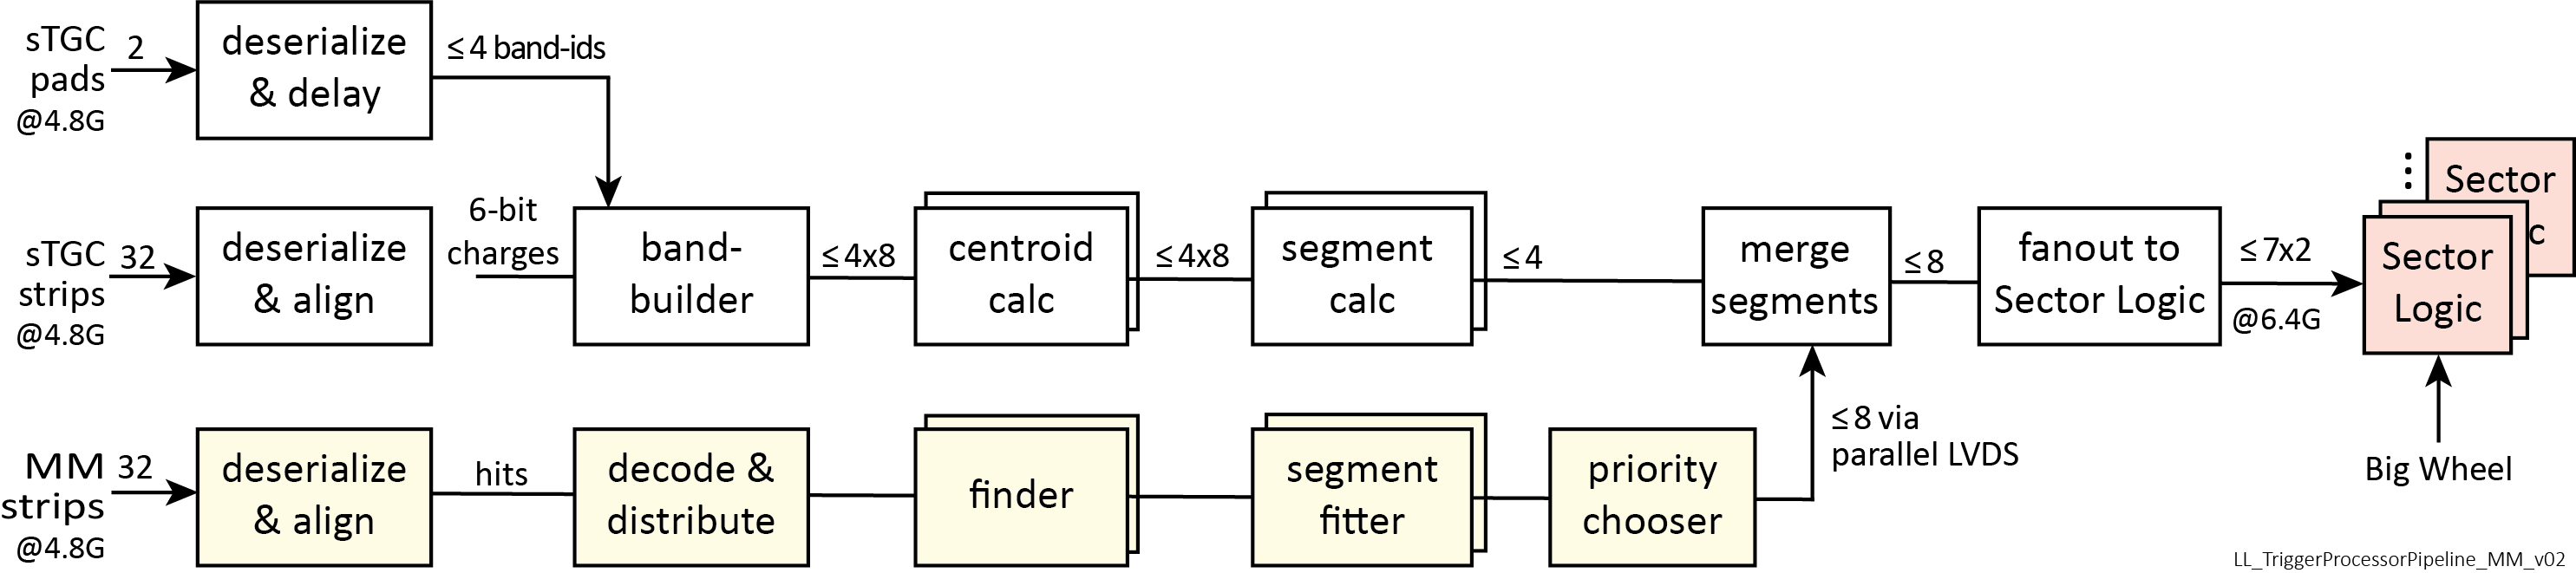 sTGC
pads
@4.8G
2
deserialize
& delay
≤ 4 band-ids
sTGC
strips
@4.8G
32
deserialize
& align
6-bit
charges
band-
builder
≤ 4x8
centroid
calc
≤ 4x8
segment
calc
≤ 4
merge
segments
≤ 8
fanout to
Sector Logic
≤ 7x2
@6.4G
Sector
Logic
Sector
c
Big Wheel
MM
strips
@4.8G
32
deserialize
& align
hits
decode &
distribute
finder
segment
fitter
priority
chooser
≤ 8 via
parallel LVDS
LL_TriggerProcessorPipeline_MM_v02